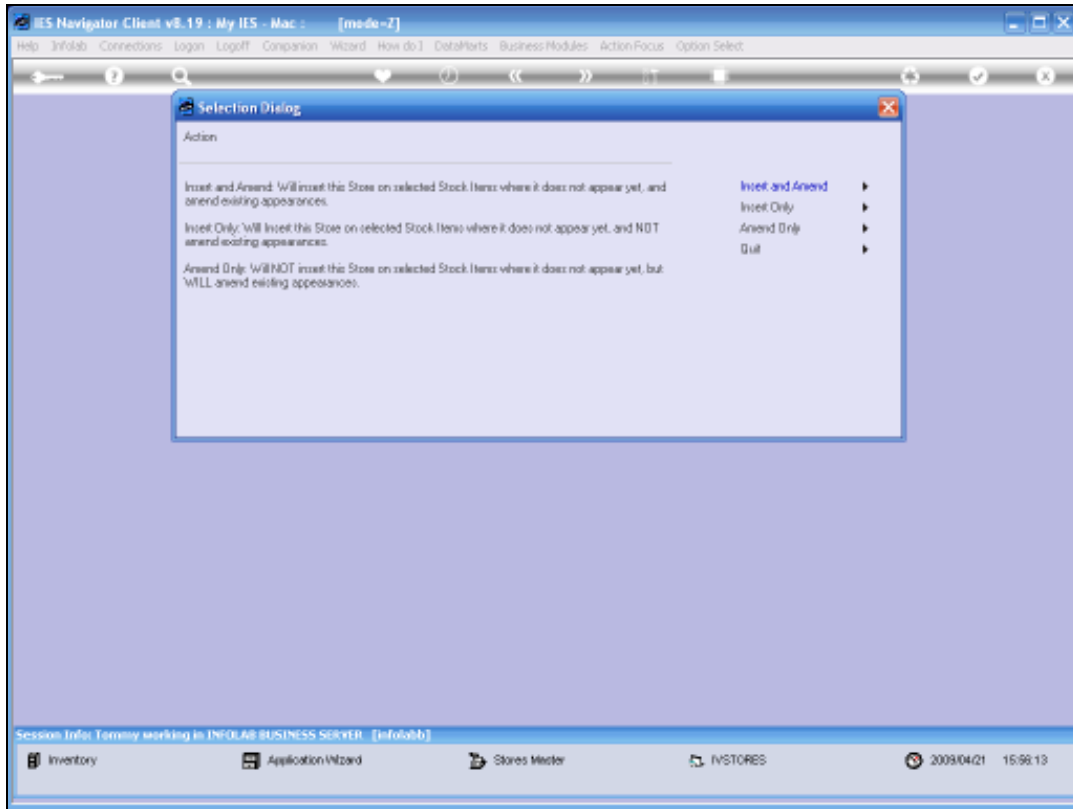 IES Navigator Client v8.19 : My IES - Mac : [mode=Z]
Help Infolab Connections Logon Logoff Companion Wizard How do I DataMarts Business Modules Action Focus Option Select
Selection Dialog
Action
Insert and Amend: Will insert this Store on selected Stock Items where it does not appear yet, and
amend existing appearances.
Insert Only: Will Insert this Store on selected Stock Items where it does not appear yet, and NOT
amend existing appearances.
Amend Only: Will NOT insert this Store on selected Stock Items where it does not appear yet, but
WILL amend existing appearances.
Insert and Amend
Insert Only
Amend Only
Quit
Session Info: Tommy working in INFOLAB BUSINESS SERVER [infolabb]
Inventory Application Wizard Stores Master IVSTORES 2009/04/21 15:56:13